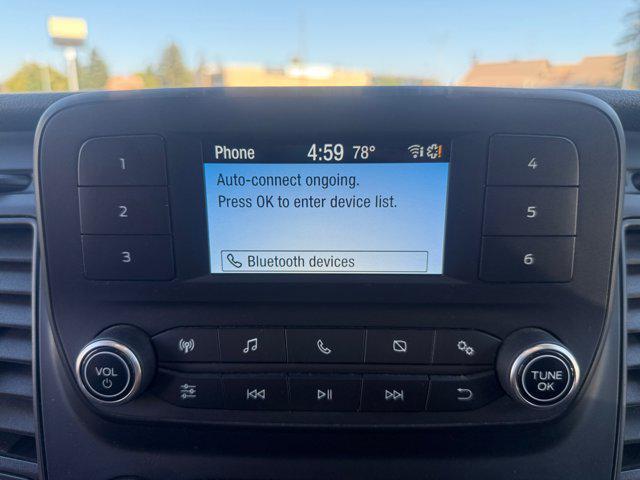 Phone 4:59 78°
Auto-connect ongoing.
Press OK to enter device list.
Bluetooth devices
1
2
3
4
5
6
VOL
TUNE
OK